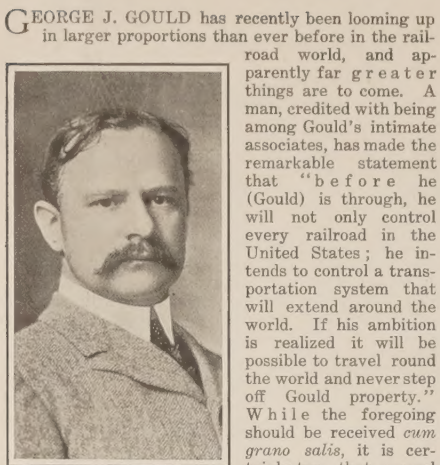 GEORGE J. GOULD has recently been looming up
in larger proportions than ever before in the rail-
road world, and ap-
parently far greater
things are to come. A
man, credited with being
among Gould's intimate
associates, has made the
remarkable statement
that "before he
(Gould) is through, he
will not only control
every railroad in the
United States; he in-
tends to control a trans-
portation system that
will extend around the
world. If his ambition
is realized it will be
possible to travel round
the world and never step
off Gould property."
While the foregoing
should be received cum
grano salis, it is cer-